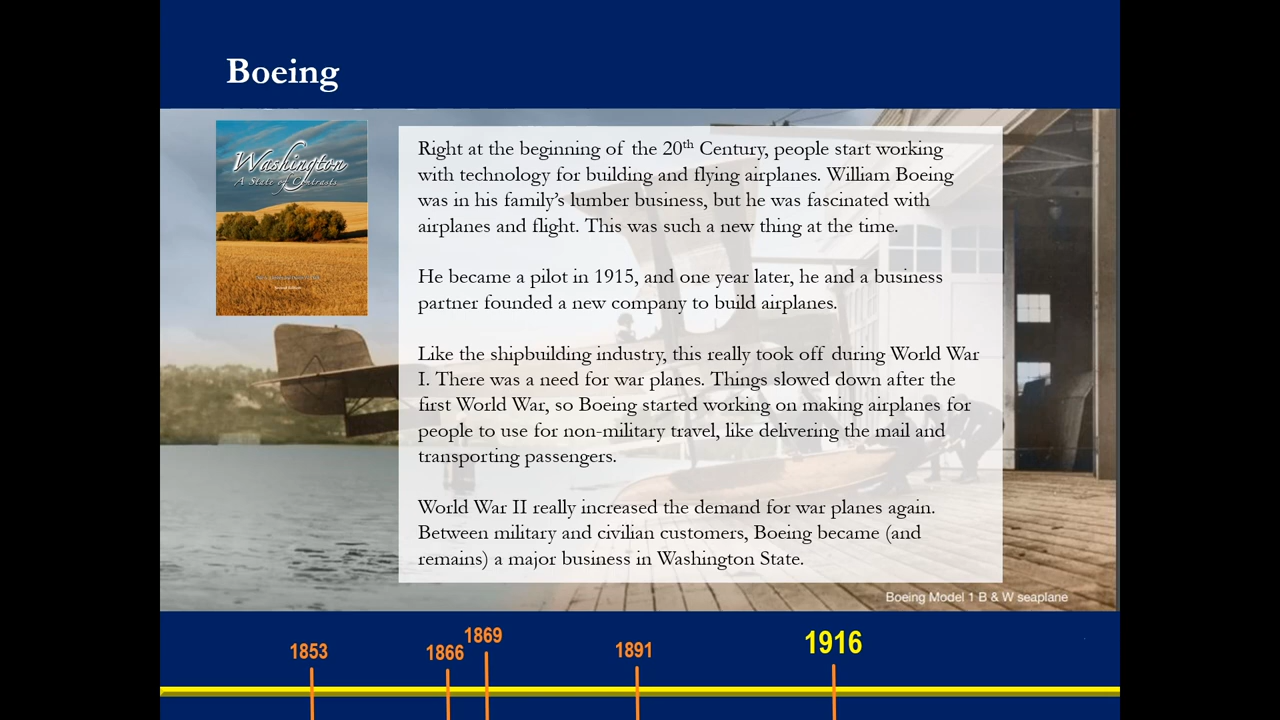 Boeing
Washington
A State of Contrasts
Right at the beginning of the 20th Century, people start working
with technology for building and flying airplanes. William Boeing
was in his family’s lumber business, but he was fascinated with
airplanes and flight. This was such a new thing at the time.
He became a pilot in 1915, and one year later, he and a business
partner founded a new company to build airplanes.
Like the shipbuilding industry, this really took off during World War
I. There was a need for war planes. Things slowed down after the
first World War, so Boeing started working on making airplanes for
people to use for non-military travel, like delivering the mail and
transporting passengers.
World War II really increased the demand for war planes again.
Between military and civilian customers, Boeing became (and
remains) a major business in Washington State.
Boeing Model 1 B & W seaplane
1853
1866
1869
1891
1916